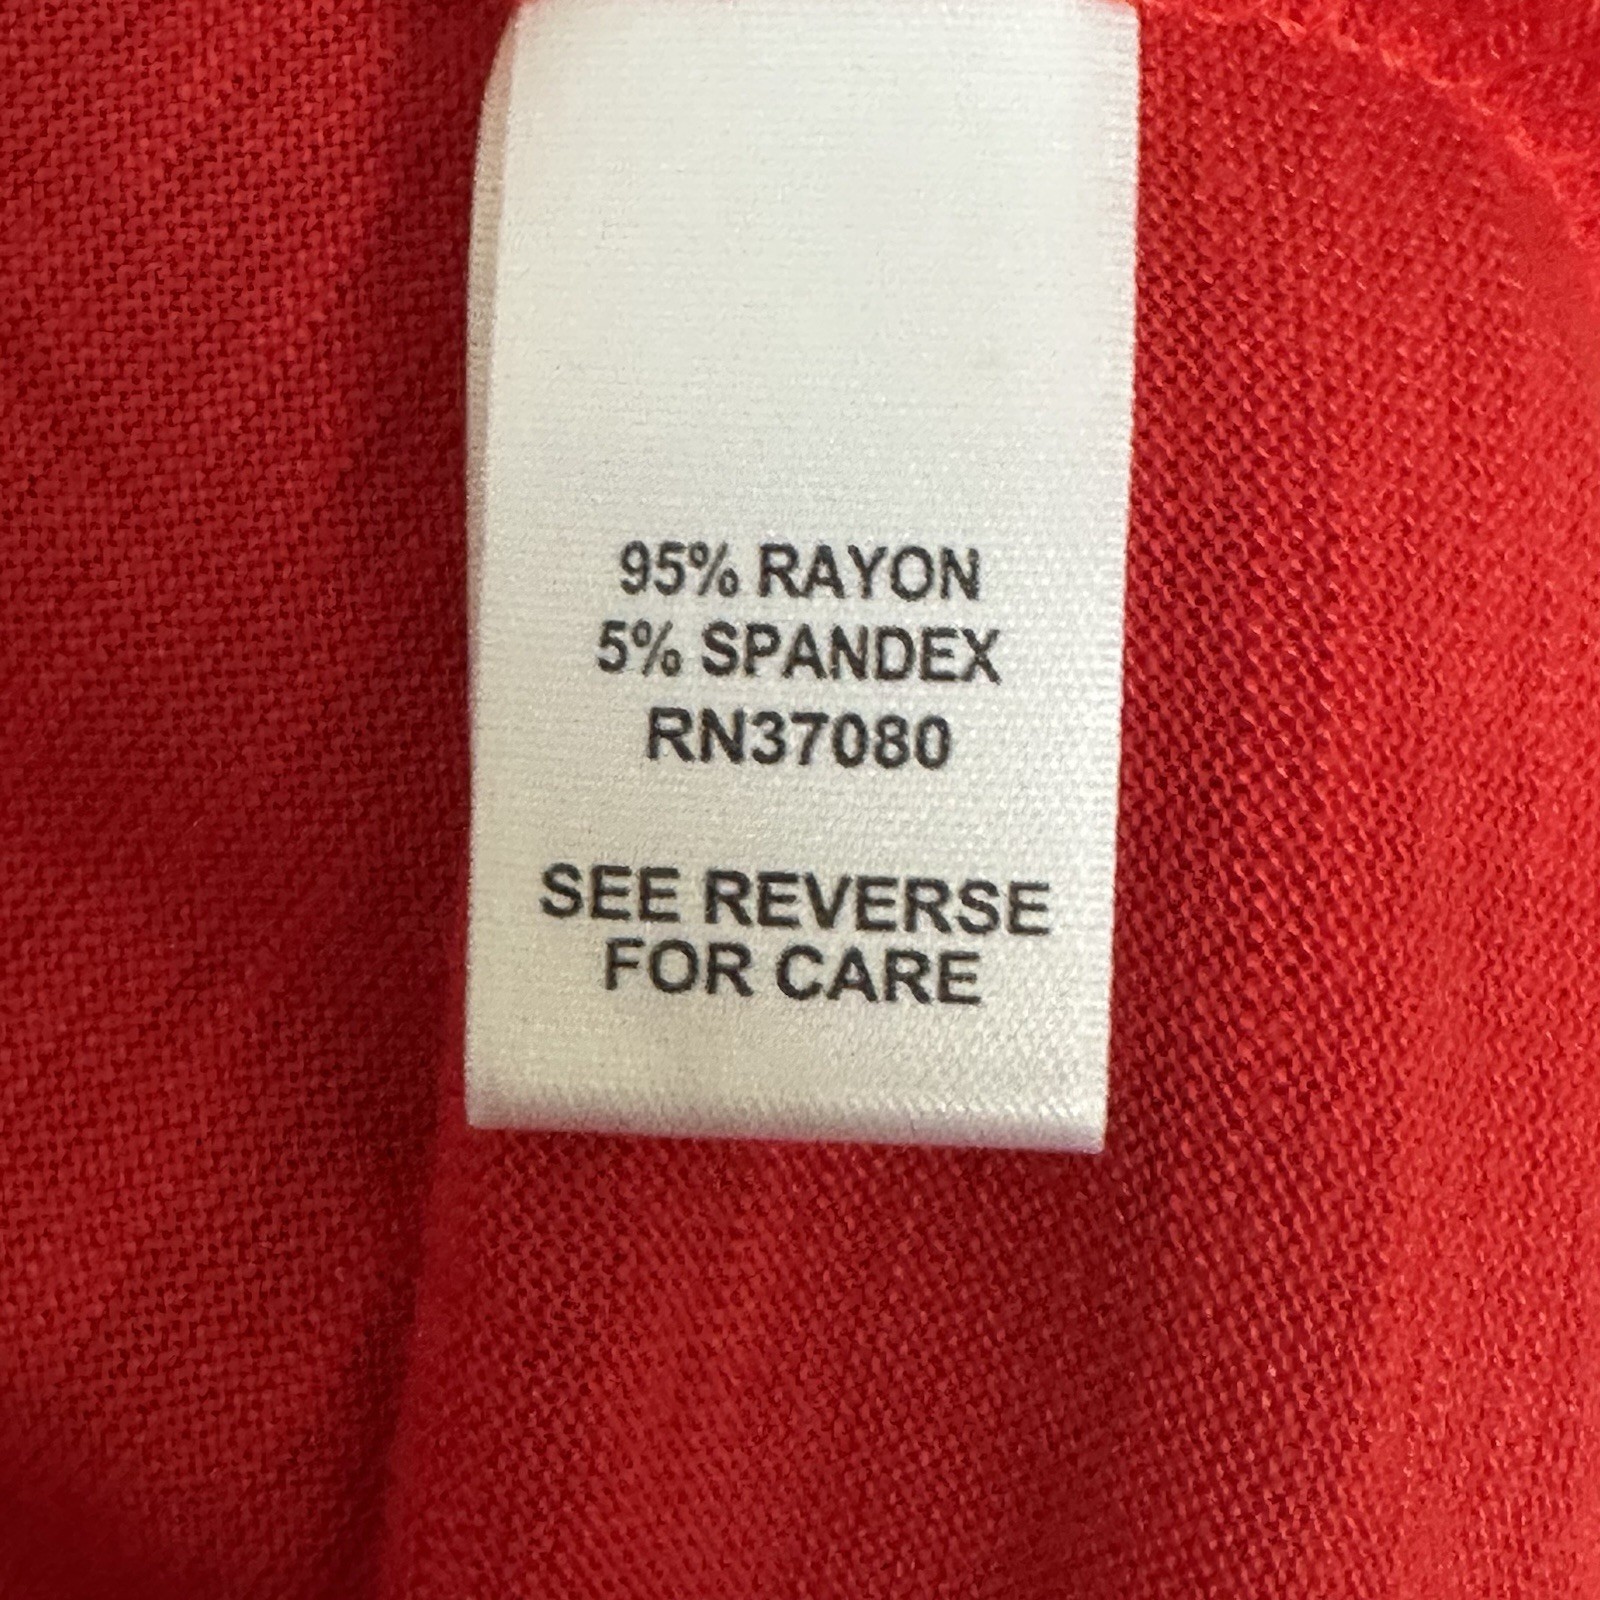 95% RAYON
5% SPANDEX
RN37080
SEE REVERSE
FOR CARE